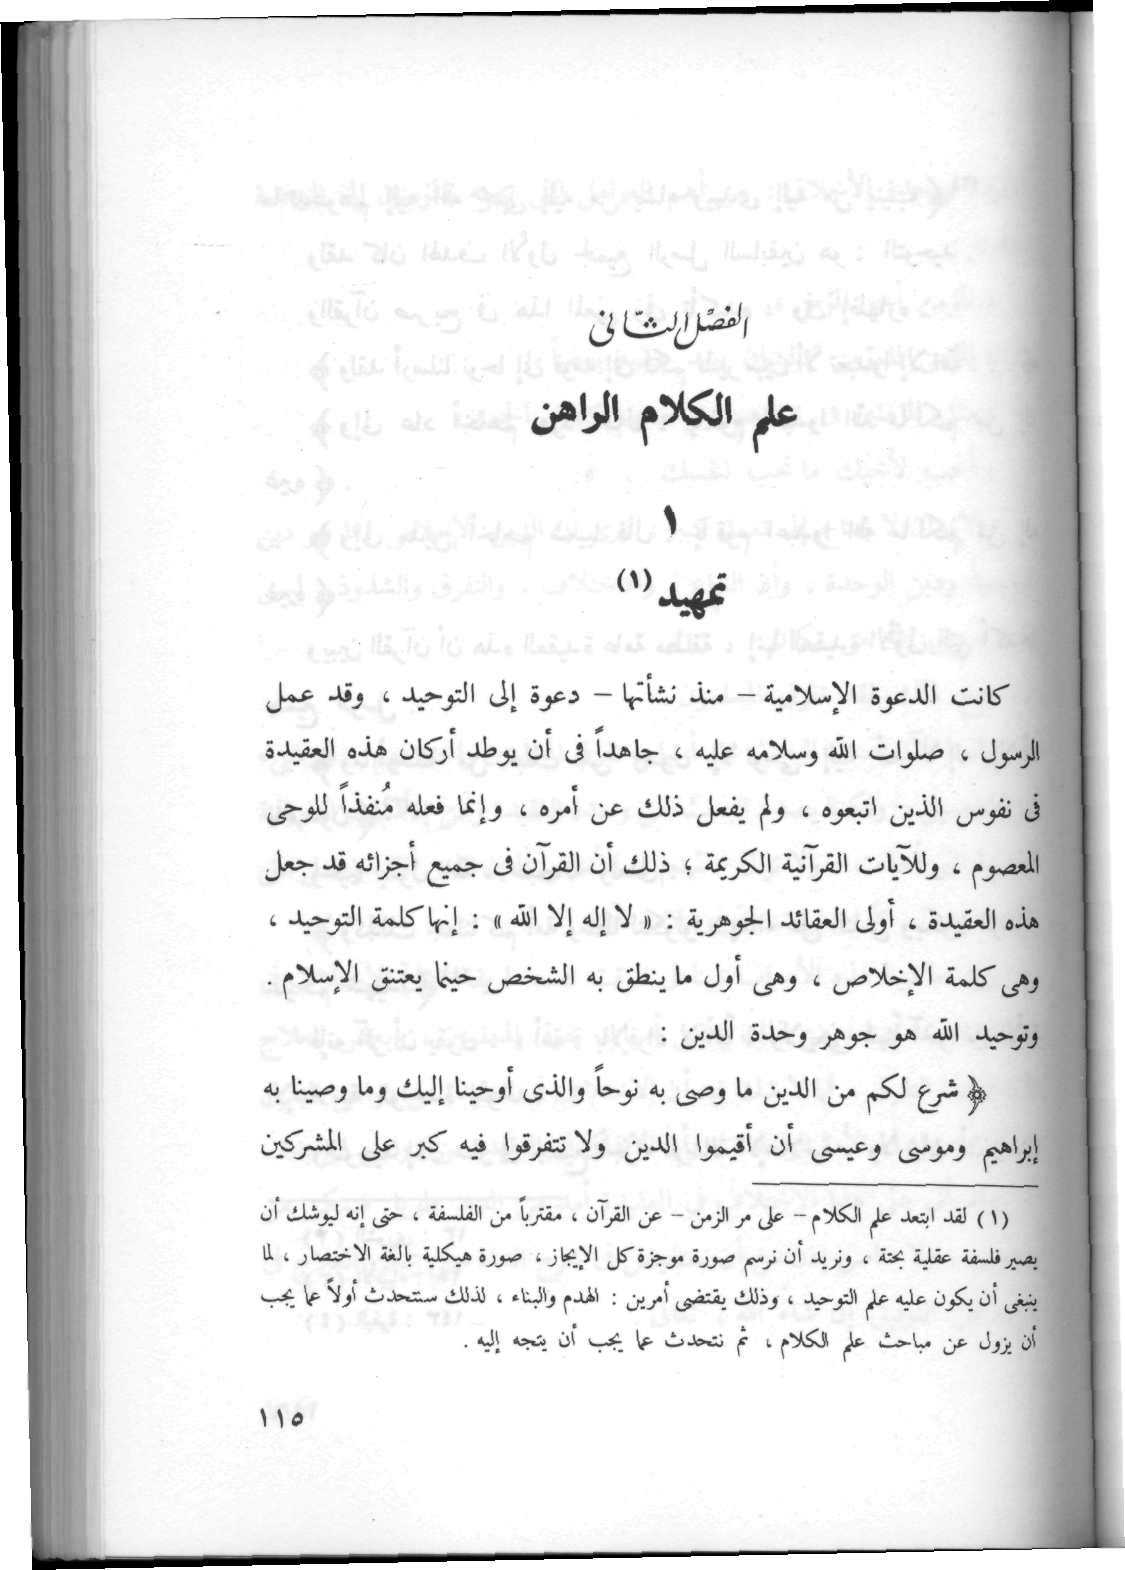 الفصْل الثّانى
علم الكلام الراهن
١
تمهيد (١)
كانت الدعوة الإسلامية – منذ نشأتها – دعوة إلى التوحيد ، وقد عمل
الرسول ، صلوات الله وسلامه عليه ، جاهداً فى أن يوطد أركان هذه العقيدة
فى نفوس الذين اتبعوه ، ولم يفعل ذلك عن أمره ، وإنما فعله مُنفذاً للوحى
المعصوم ، وللآيات القرآنية الكريمة ؛ ذلك أن القرآن فى جميع أجزائه قد جعل
هذه العقيدة ، أولى العقائد الجوهرية : « لا إله إلا الله » : إنها كلمة التوحيد ،
وهى كلمة الإخلاص ، وهى أول ما ينطق به الشخص حينما يعتنق الإسلام .
وتوحيد الله هو جوهر وحدة الدين :
﴿ شرع لكم من الدين ما وصى به نوحاً والذى أوحينا إليك وما وصينا به
إبراهيم وموسى وعيسى أن أقيموا الدين ولا تتفرقوا فيه كبر على المشركين
(١) لقد ابتعد علم الكلام – على مر الزمن – عن القرآن ، مقترباً من الفلسفة ، حتى إنه ليوشك أن
يصير فلسفة عقلية بحتة ، ونريد أن نرسم صورة موجزة كل الإيجاز ، صورة هيكلية بالغة الاختصار ، لما
ينبغى أن يكون عليه علم التوحيد ، وذلك يقتضى أمرين : الهدم والبناء ، لذلك سنتحدث أولاً عما يجب
أن يزول عن مباحث علم الكلام ، ثم نتحدث عما يجب أن يتجه إليه .
١١٥